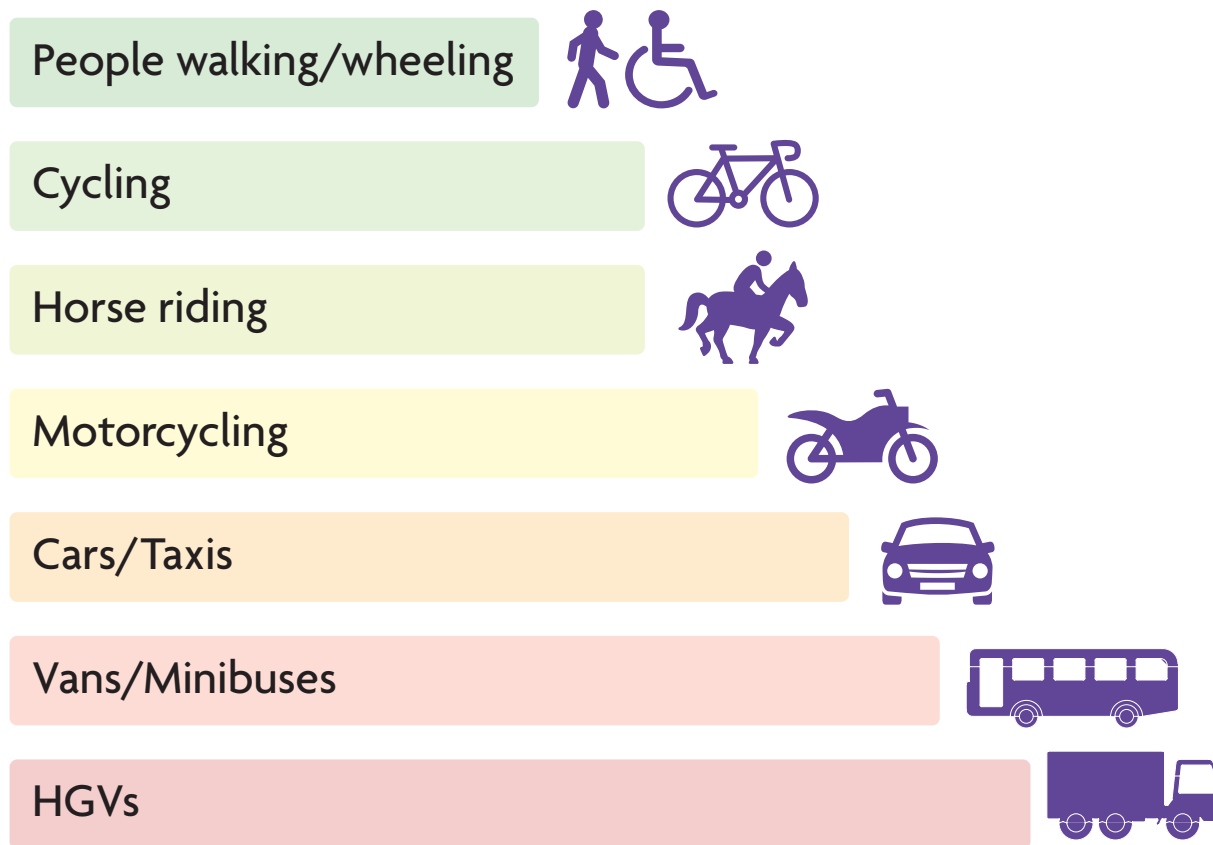 People walking/wheeling
Cycling
Horse riding
Motorcycling
Cars/Taxis
Vans/Minibuses
HGVs